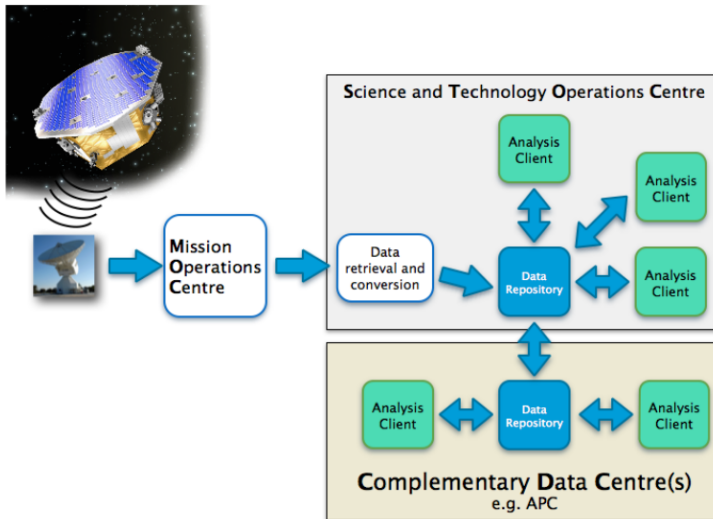 Science and Technology Operations Centre
Analysis
Client
Analysis
Client
Mission
Operations
Centre
Data
retrieval and
conversion
Data
Repository
Analysis
Client
Analysis
Client
Data
Repository
Analysis
Client
Complementary Data Centre(s)
e.g. APC